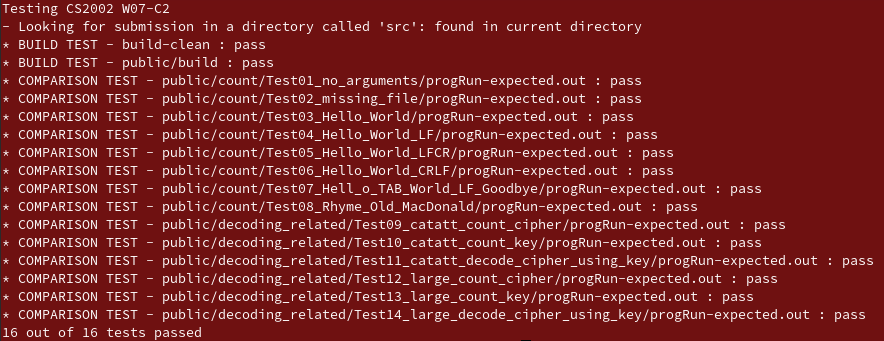 Testing CS2002 W07-C2
- Looking for submission in a directory called 'src': found in current directory
* BUILD TEST - build-clean : pass
* BUILD TEST - public/build : pass
* COMPARISON TEST - public/count/Test01_no_arguments/progRun-expected.out : pass
* COMPARISON TEST - public/count/Test02_missing_file/progRun-expected.out : pass
* COMPARISON TEST - public/count/Test03_Hello_World/progRun-expected.out : pass
* COMPARISON TEST - public/count/Test04_Hello_World_LF/progRun-expected.out : pass
* COMPARISON TEST - public/count/Test05_Hello_World_LFCR/progRun-expected.out : pass
* COMPARISON TEST - public/count/Test06_Hello_World_CRLF/progRun-expected.out : pass
* COMPARISON TEST - public/count/Test07_Hell_o_TAB_World_LF_Goodbye/progRun-expected.out : pass
* COMPARISON TEST - public/count/Test08_Rhyme_Old_MacDonald/progRun-expected.out : pass
* COMPARISON TEST - public/decoding_related/Test09_catatt_count_cipher/progRun-expected.out : pass
* COMPARISON TEST - public/decoding_related/Test10_catatt_count_key/progRun-expected.out : pass
* COMPARISON TEST - public/decoding_related/Test11_catatt_decode_cipher_using_key/progRun-expected.out : pass
* COMPARISON TEST - public/decoding_related/Test12_large_count_cipher/progRun-expected.out : pass
* COMPARISON TEST - public/decoding_related/Test13_large_count_key/progRun-expected.out : pass
* COMPARISON TEST - public/decoding_related/Test14_large_decode_cipher_using_key/progRun-expected.out : pass
16 out of 16 tests passed